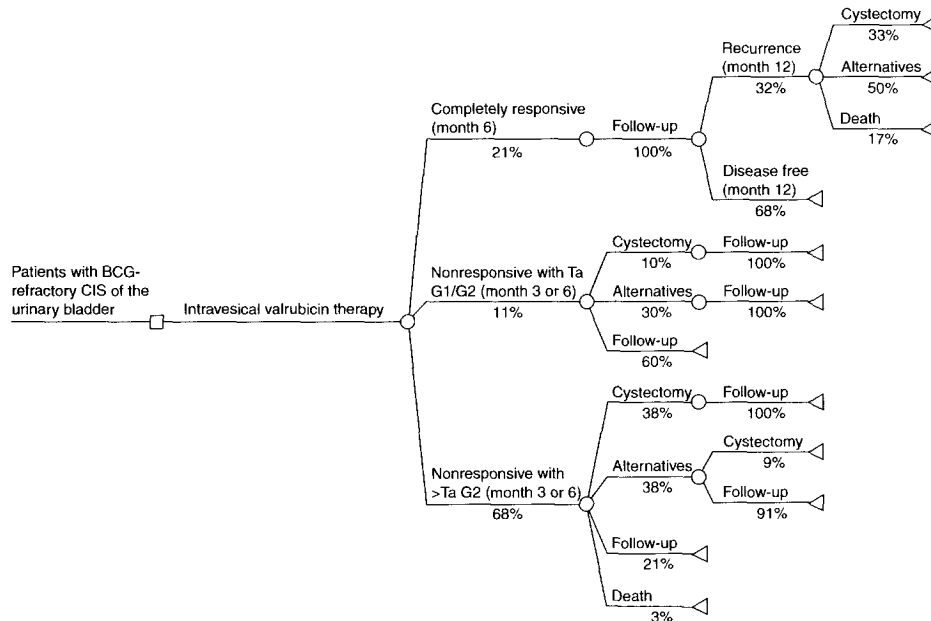 Cystectomy
33%
Recurrence
(month 12)
32%
Alternatives
50%
Death
17%
Completely responsive
(month 6)
21%
Follow-up
100%
Disease free
(month 12)
68%
Patients with BCG-
refractory CIS of the
urinary bladder
Intravesical valrubicin therapy
Nonresponsive with Ta
G1/G2 (month 3 or 6)
11%
Cystectomy
10%
Follow-up
100%
Alternatives
30%
Follow-up
100%
Follow-up
60%
Nonresponsive with
>Ta G2 (month 3 or 6)
68%
Cystectomy
38%
Follow-up
100%
Alternatives
38%
Cystectomy
9%
Follow-up
91%
Follow-up
21%
Death
3%